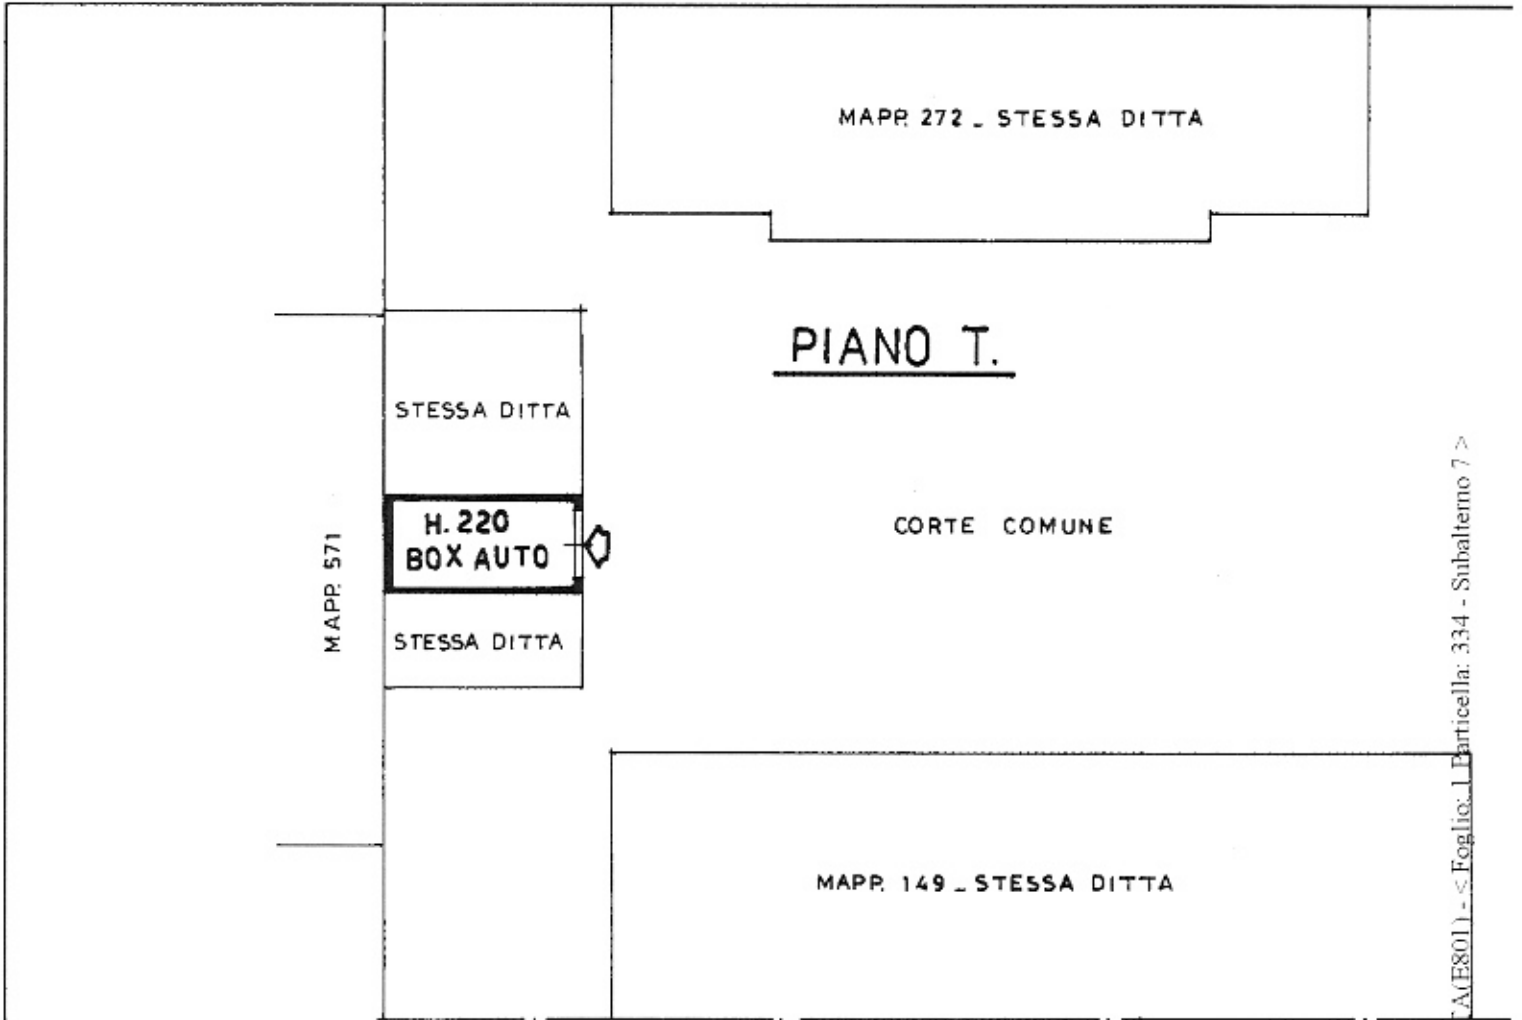 MAPP. 272 - STESSA DITTA
PIANO T.
STESSA DITTA
H. 220
BOX AUTO
CORTE COMUNE
MAPP. 571
STESSA DITTA
MAPP. 149 - STESSA DITTA
TA(E801) - < Foglio: 1 Particella: 334 - Subalterno 7 >